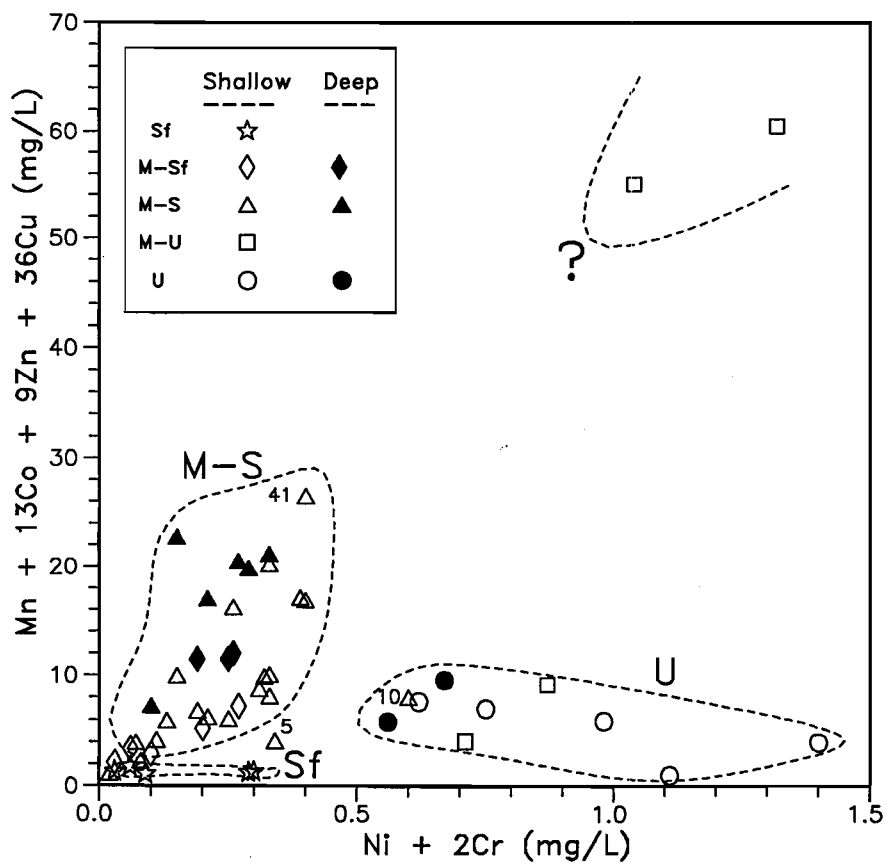 70
60
50
40
30
20
10
0
Mn + 13Co + 9Zn + 36Cu (mg/L)
Shallow Deep
Sf
M-Sf
M-S
M-U
U
?
M-S
41
10
U
5
Sf
0.0 0.5 1.0 1.5
Ni + 2Cr (mg/L)